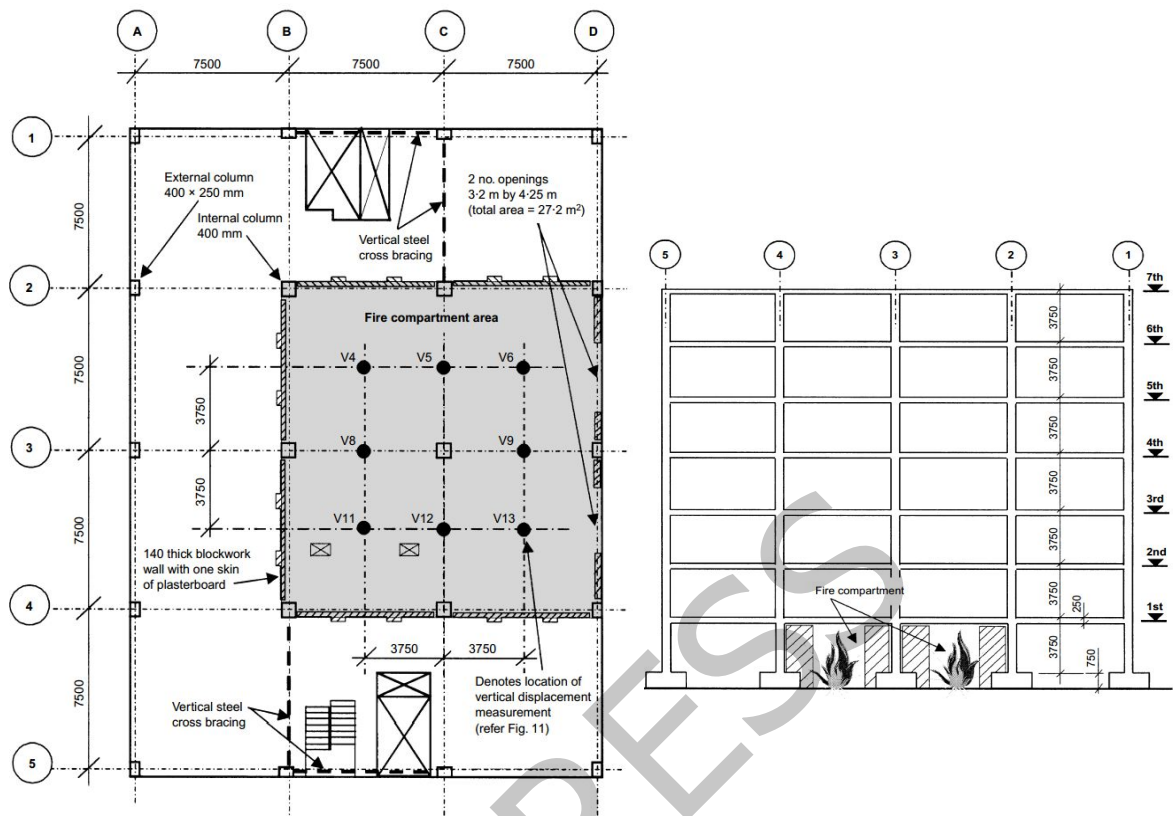 A
B
C
D
7500
7500
7500
1
2
3
4
5
7500
7500
7500
7500
External column
400 × 250 mm
Internal column
400 mm
Vertical steel
cross bracing
2 no. openings
3·2 m by 4·25 m
(total area = 27·2 m²)
Fire compartment area
V4
V5
V6
V8
V9
V11
V12
V13
3750
3750
140 thick blockwork
wall with one skin
of plasterboard
3750
3750
Vertical steel
cross bracing
Denotes location of
vertical displacement
measurement
(refer Fig. 11)
5
4
3
2
1
7th
6th
5th
4th
3rd
2nd
1st
3750
3750
3750
3750
3750
3750
3750
250
750
Fire compartment
PESS